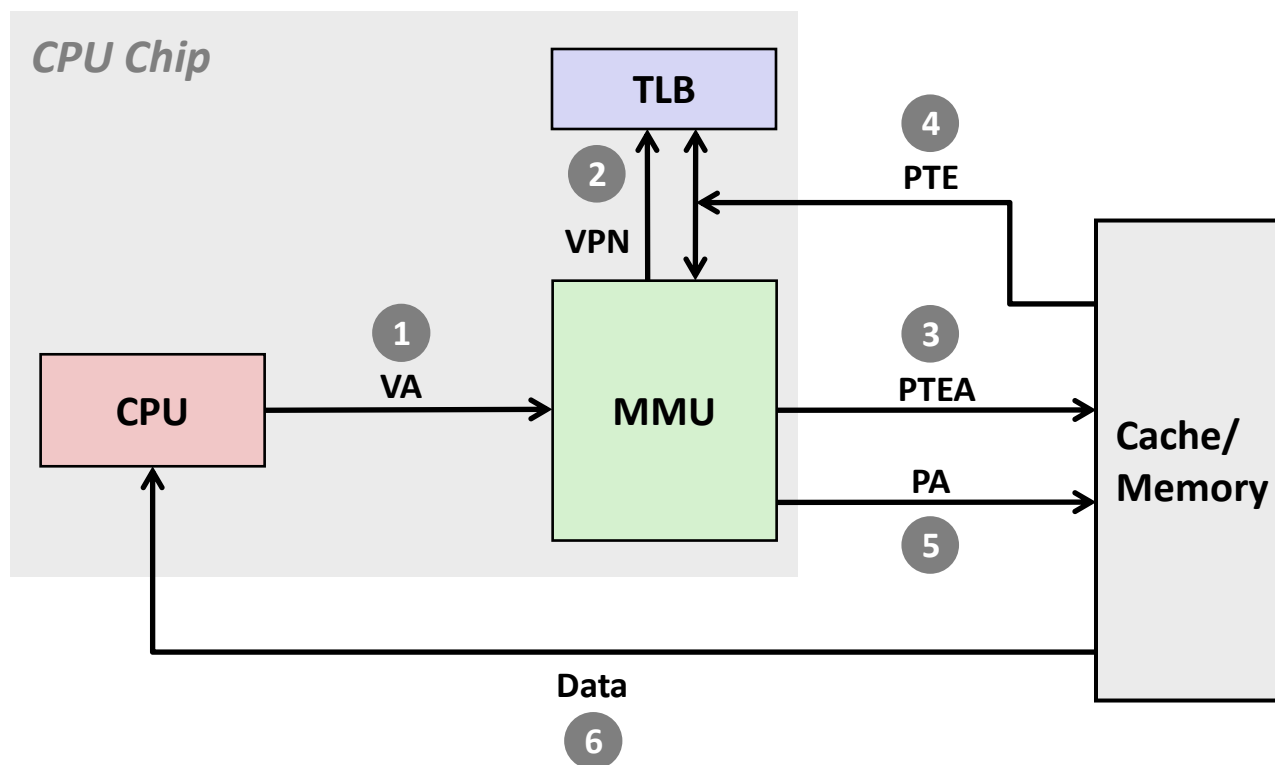 CPU Chip
TLB
4
PTE
2
VPN
1
VA
3
PTEA
CPU
MMU
Cache/
Memory
PA
5
Data
6